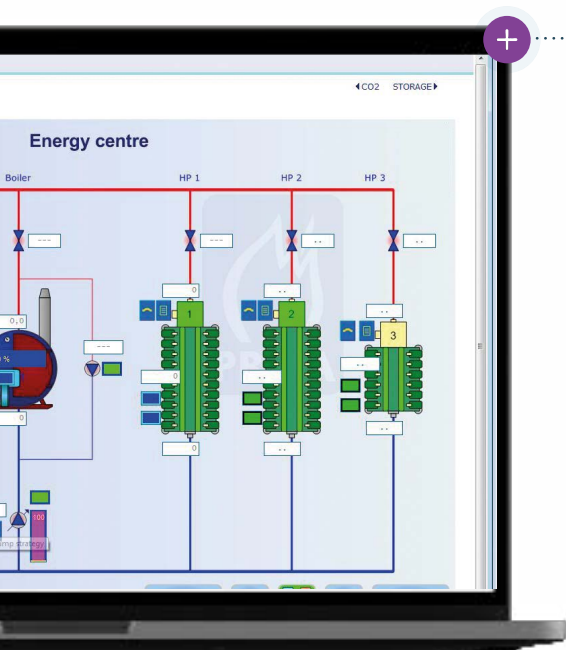 ◄CO2 STORAGE►
Energy centre
Boiler HP 1 HP 2 HP 3
--- --- .. ..
0 .. ..
1 2 3
0,0
0 %
---
0 .. ..
0
0 .. ..
100
mp strategy